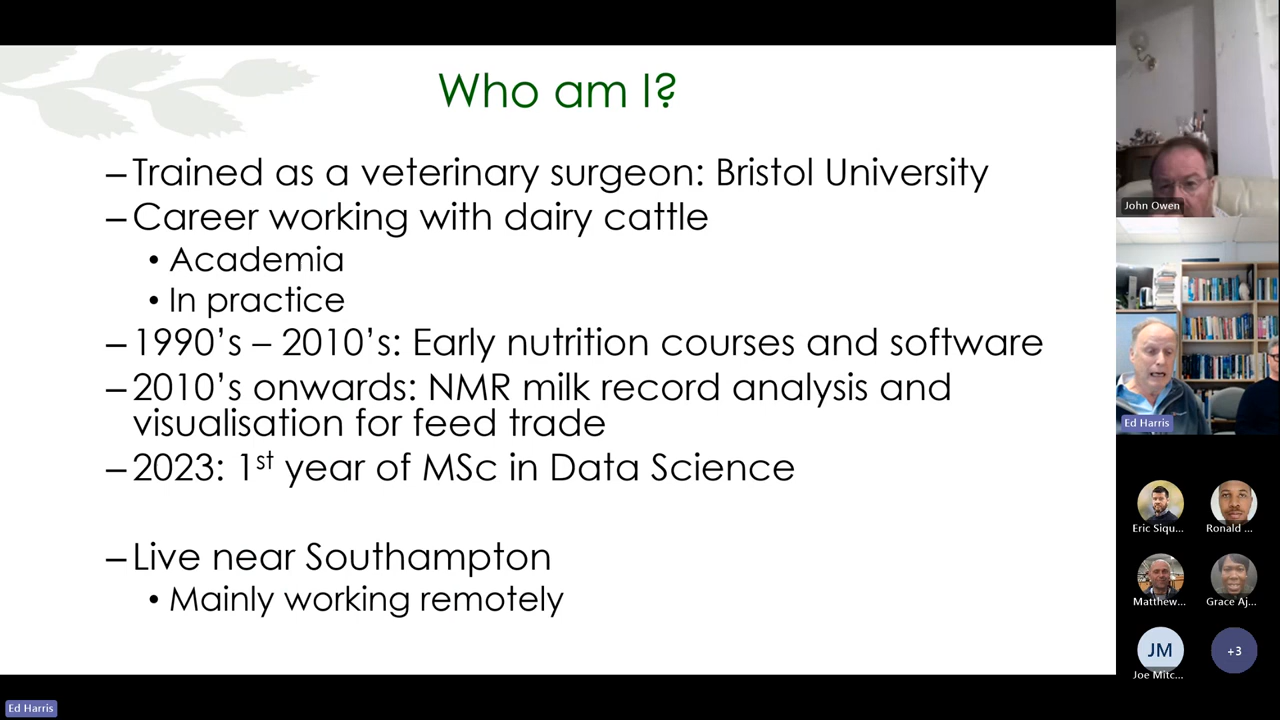 Who am I?
– Trained as a veterinary surgeon: Bristol University
– Career working with dairy cattle
• Academia
• In practice
– 1990’s – 2010’s: Early nutrition courses and software
– 2010’s onwards: NMR milk record analysis and
visualisation for feed trade
– 2023: 1st year of MSc in Data Science
– Live near Southampton
• Mainly working remotely
John Owen
Ed Harris
Eric Siqu...
Ronald ...
Matthew...
Grace Aj...
JM
Joe Mitc...
+3
Ed Harris